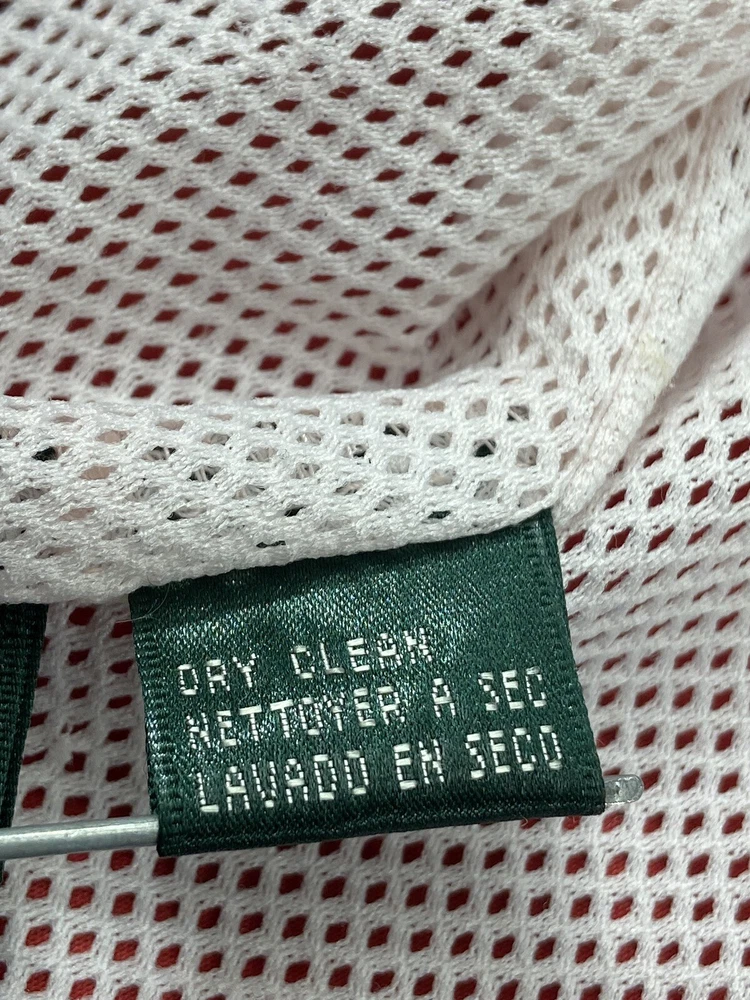 DRY CLEAN
NETTOYER A SEC
LAVADO EN SECO